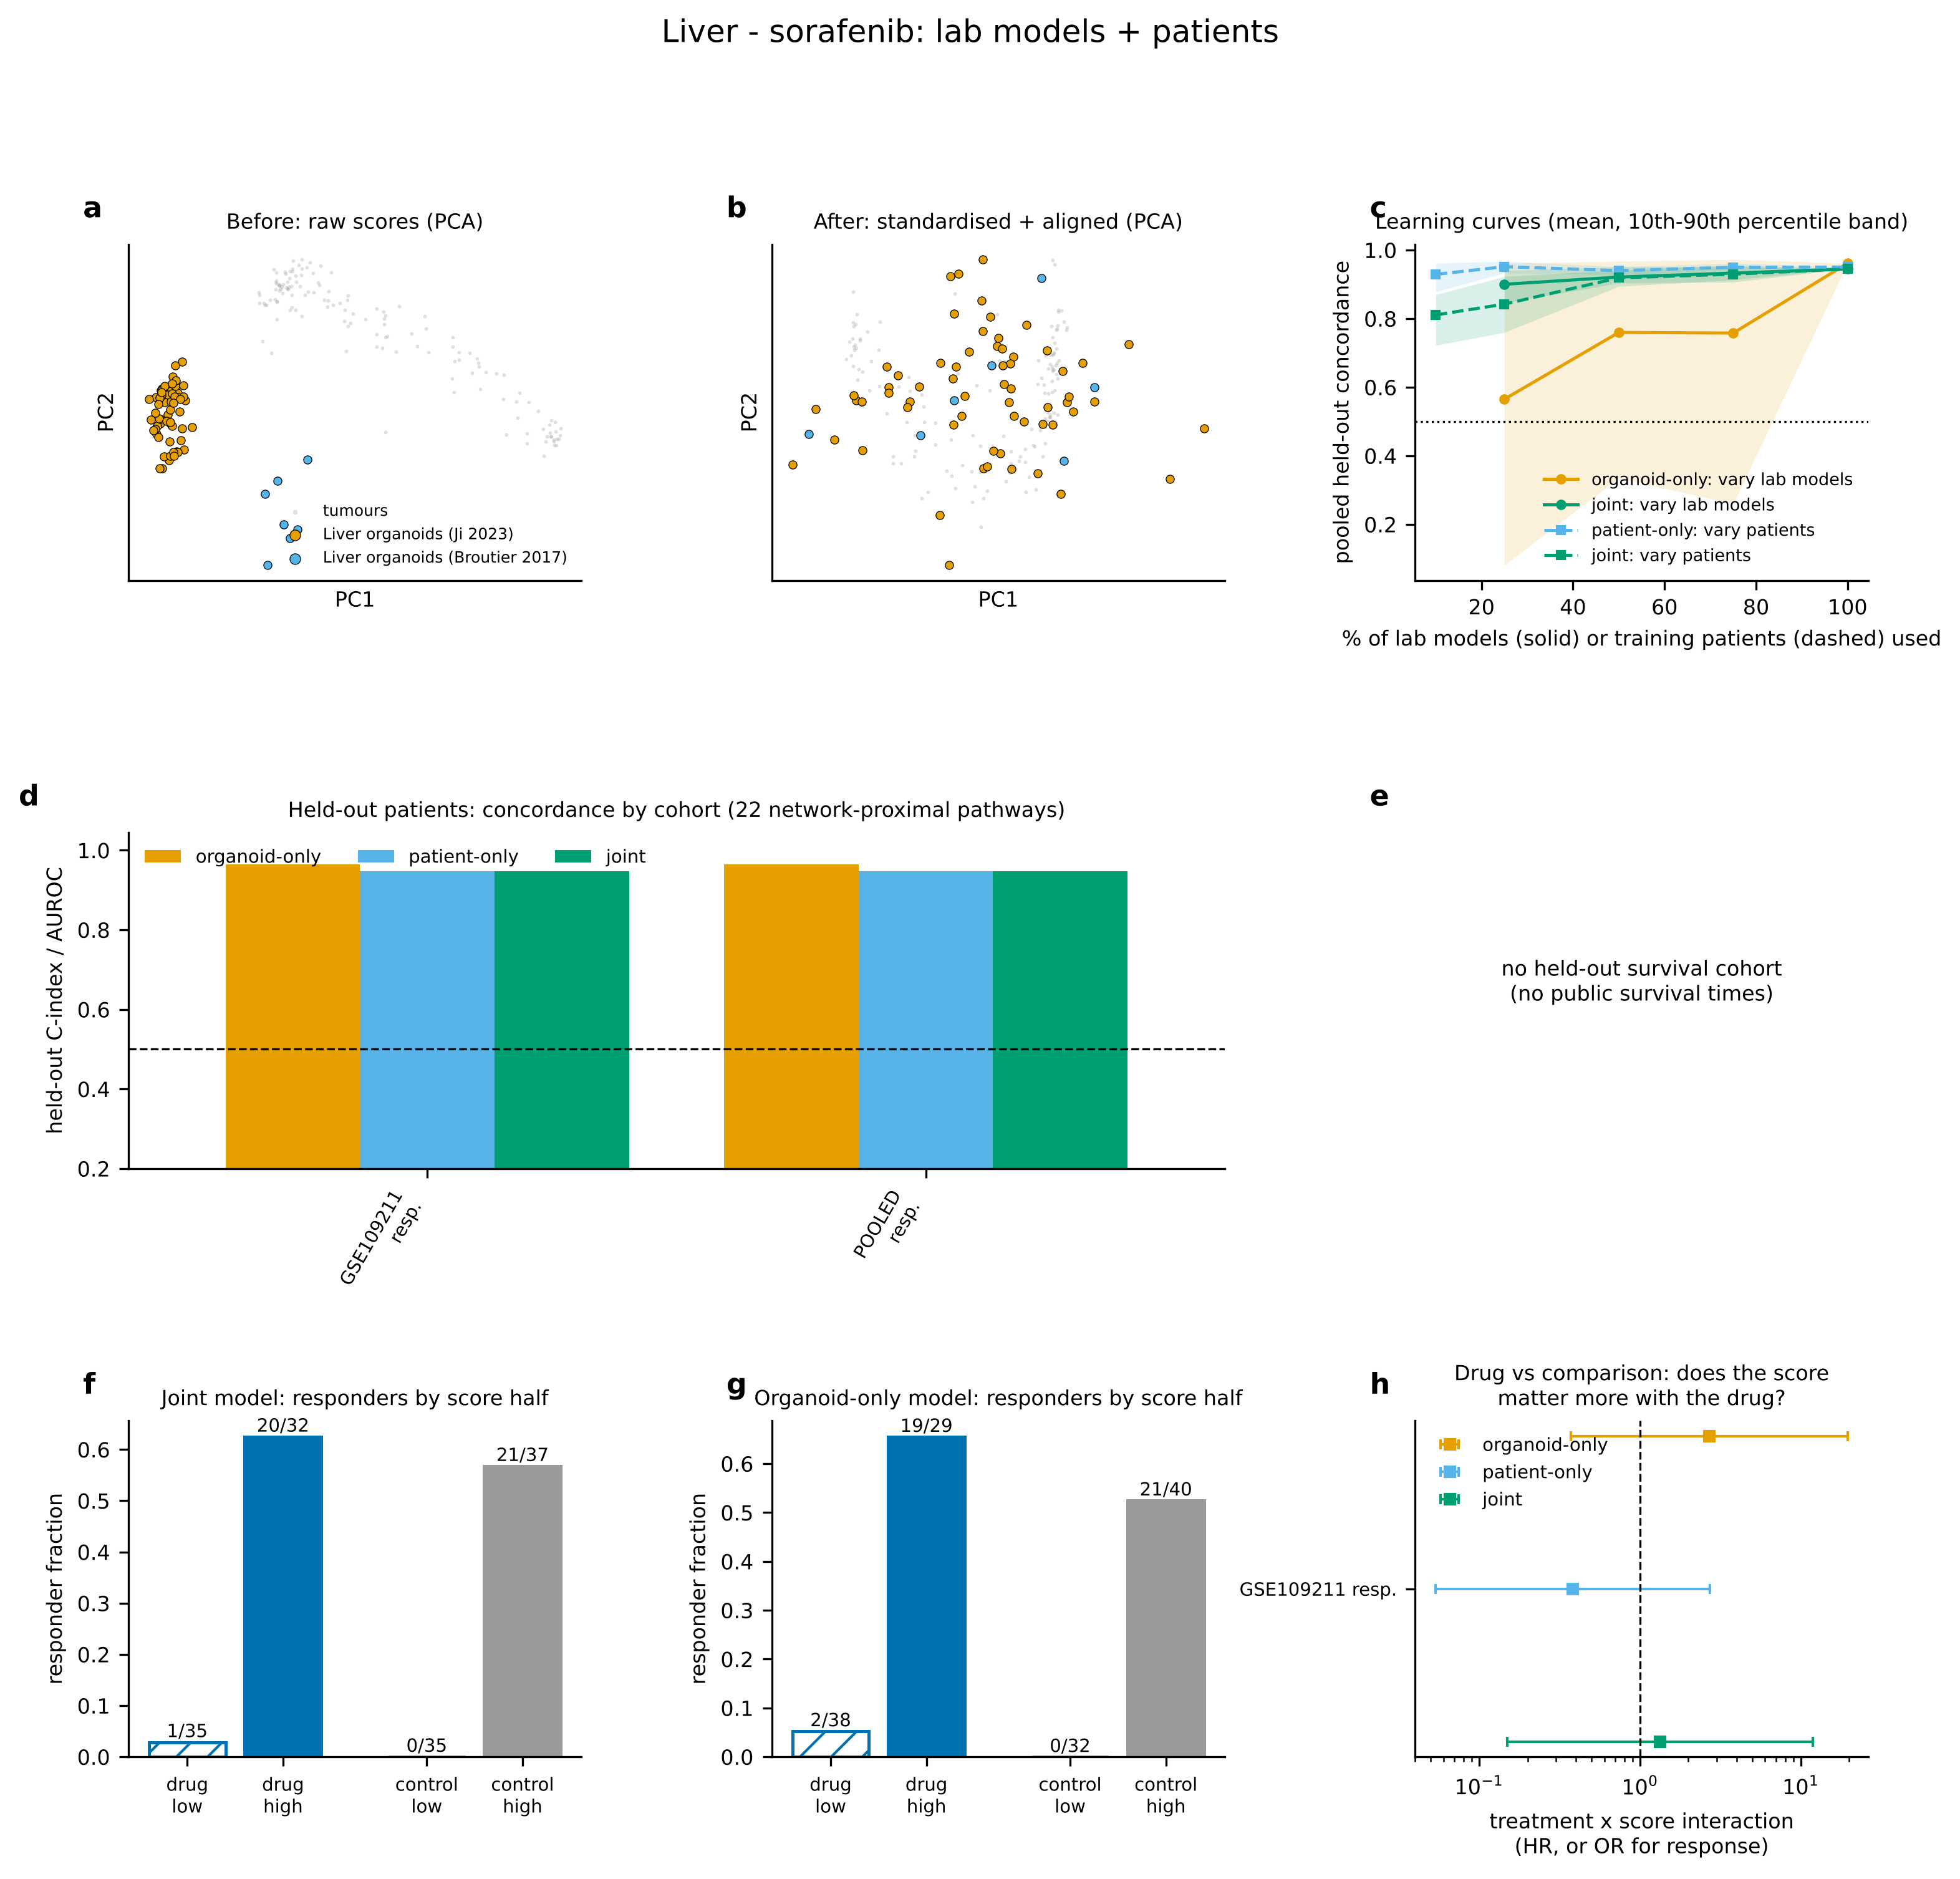 Liver - sorafenib: lab models + patients
a
Before: raw scores (PCA)
PC2
PC1
tumours
Liver organoids (Ji 2023)
Liver organoids (Broutier 2017)
b
After: standardised + aligned (PCA)
PC2
PC1
c
Learning curves (mean, 10th-90th percentile band)
pooled held-out concordance
1.0
0.8
0.6
0.4
0.2
organoid-only: vary lab models
joint: vary lab models
patient-only: vary patients
joint: vary patients
20 40 60 80 100
% of lab models (solid) or training patients (dashed) used
d
Held-out patients: concordance by cohort (22 network-proximal pathways)
held-out C-index / AUROC
1.0
0.8
0.6
0.4
0.2
organoid-only patient-only joint
GSE109211
resp.
POOLED
resp.
e
no held-out survival cohort
(no public survival times)
f
Joint model: responders by score half
responder fraction
0.6
0.5
0.4
0.3
0.2
0.1
0.0
1/35
20/32
0/35
21/37
drug
low
drug
high
control
low
control
high
g
Organoid-only model: responders by score half
responder fraction
0.6
0.5
0.4
0.3
0.2
0.1
0.0
2/38
19/29
0/32
21/40
drug
low
drug
high
control
low
control
high
h
Drug vs comparison: does the score
matter more with the drug?
organoid-only
patient-only
joint
GSE109211 resp.
10⁻¹ 10⁰ 10¹
treatment x score interaction
(HR, or OR for response)